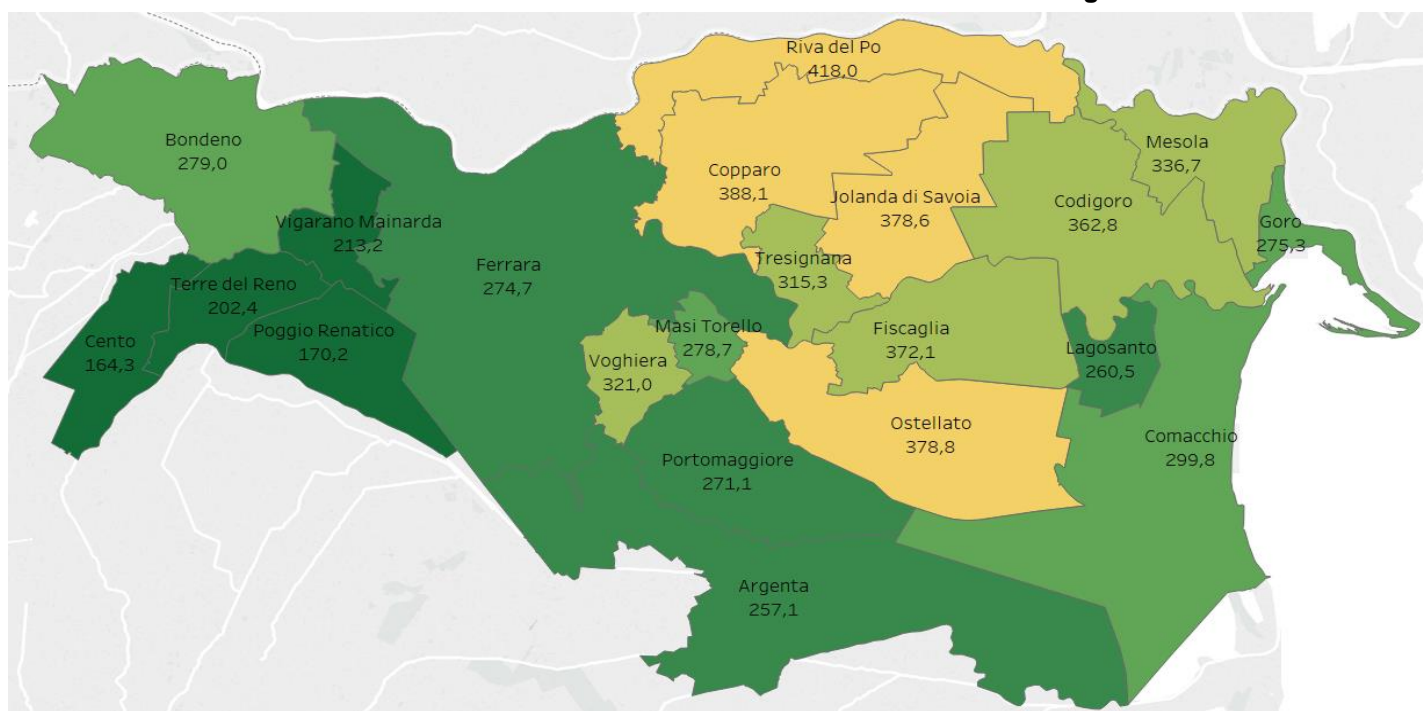 Riva del Po
418,0
Bondeno
279,0
Mesola
336,7
Copparo
388,1
Jolanda di Savoia
378,6
Codigoro
362,8
Vigarano Mainarda
213,2
Goro
275,3
Ferrara
274,7
Tresignana
315,3
Terre del Reno
202,4
Cento
164,3
Poggio Renatico
170,2
Masi Torello
278,7
Voghiera
321,0
Fiscaglia
372,1
Lagosanto
260,5
Ostellato
378,8
Comacchio
299,8
Portomaggiore
271,1
Argenta
257,1